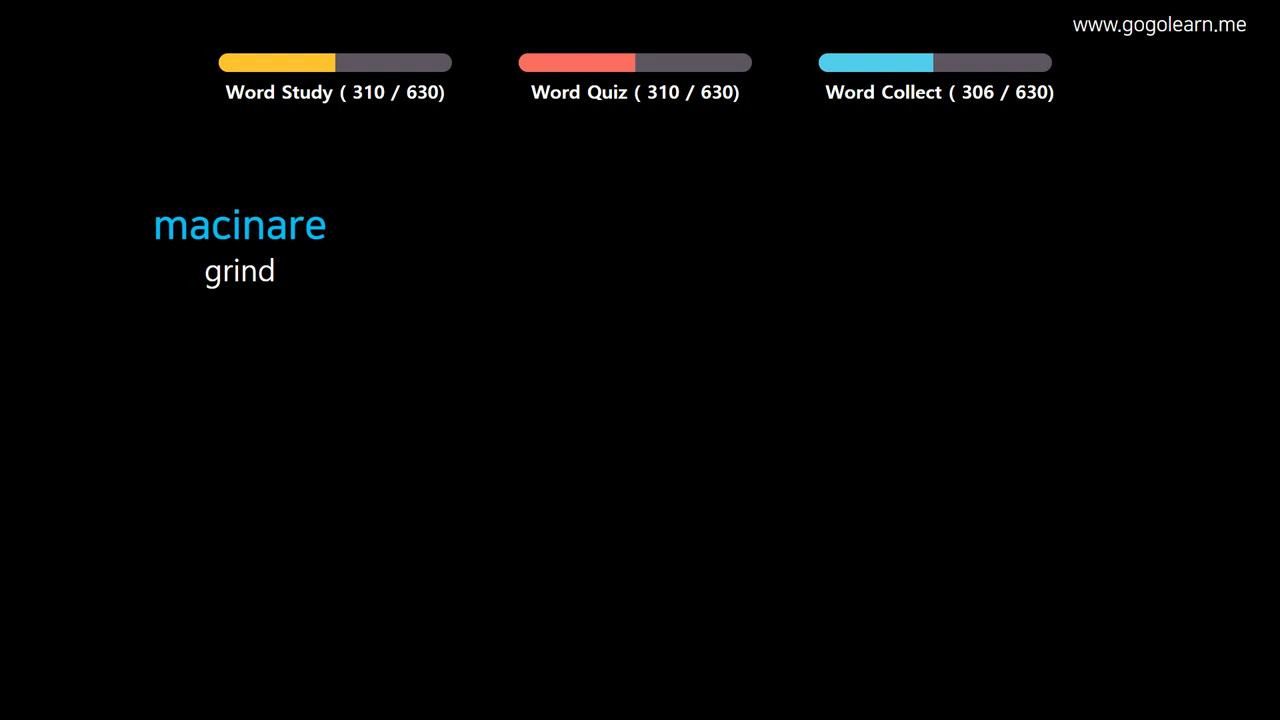 www.gogolearn.me
Word Study ( 310 / 630)
Word Quiz ( 310 / 630)
Word Collect ( 306 / 630)
macinare
grind